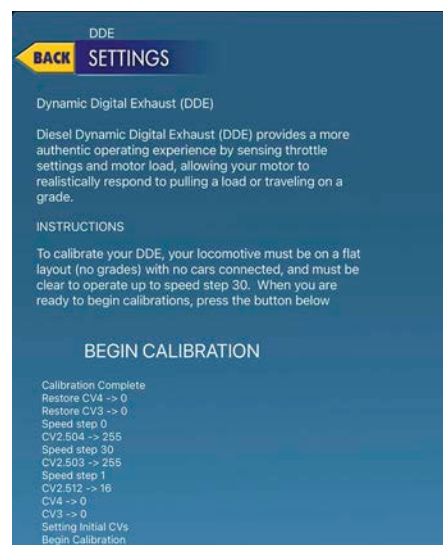 DDE
BACK
SETTINGS
Dynamic Digital Exhaust (DDE)
Diesel Dynamic Digital Exhaust (DDE) provides a more
authentic operating experience by sensing throttle
settings and motor load, allowing your motor to
realistically respond to pulling a load or traveling on a
grade.
INSTRUCTIONS
To calibrate your DDE, your locomotive must be on a flat
layout (no grades) with no cars connected, and must be
clear to operate up to speed step 30.  When you are
ready to begin calibrations, press the button below
BEGIN CALIBRATION
Calibration Complete
Restore CV4 -> 0
Restore CV3 -> 0
Speed step 0
CV2.504 -> 255
Speed step 30
CV2.503 -> 255
Speed step 1
CV2.512 -> 16
CV4 -> 0
CV3 -> 0
Setting Initial CVs
Begin Calibration